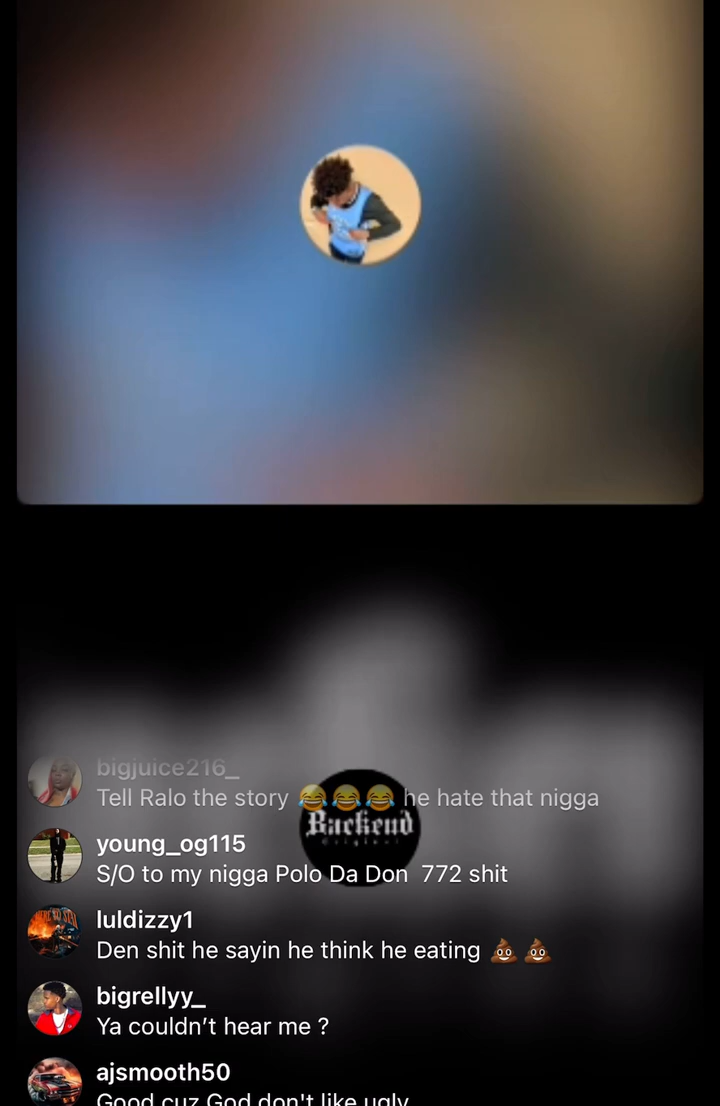 bigjuice216_
Tell Ralo the story 😂😂😂 he hate that nigga
Backend
Original
young_og115
S/O to my nigga Polo Da Don 772 shit
luldizzy1
Den shit he sayin he think he eating 💩 💩
bigrellyy_
Ya couldn’t hear me ?
ajsmooth50
Good cuz God don't like ugly